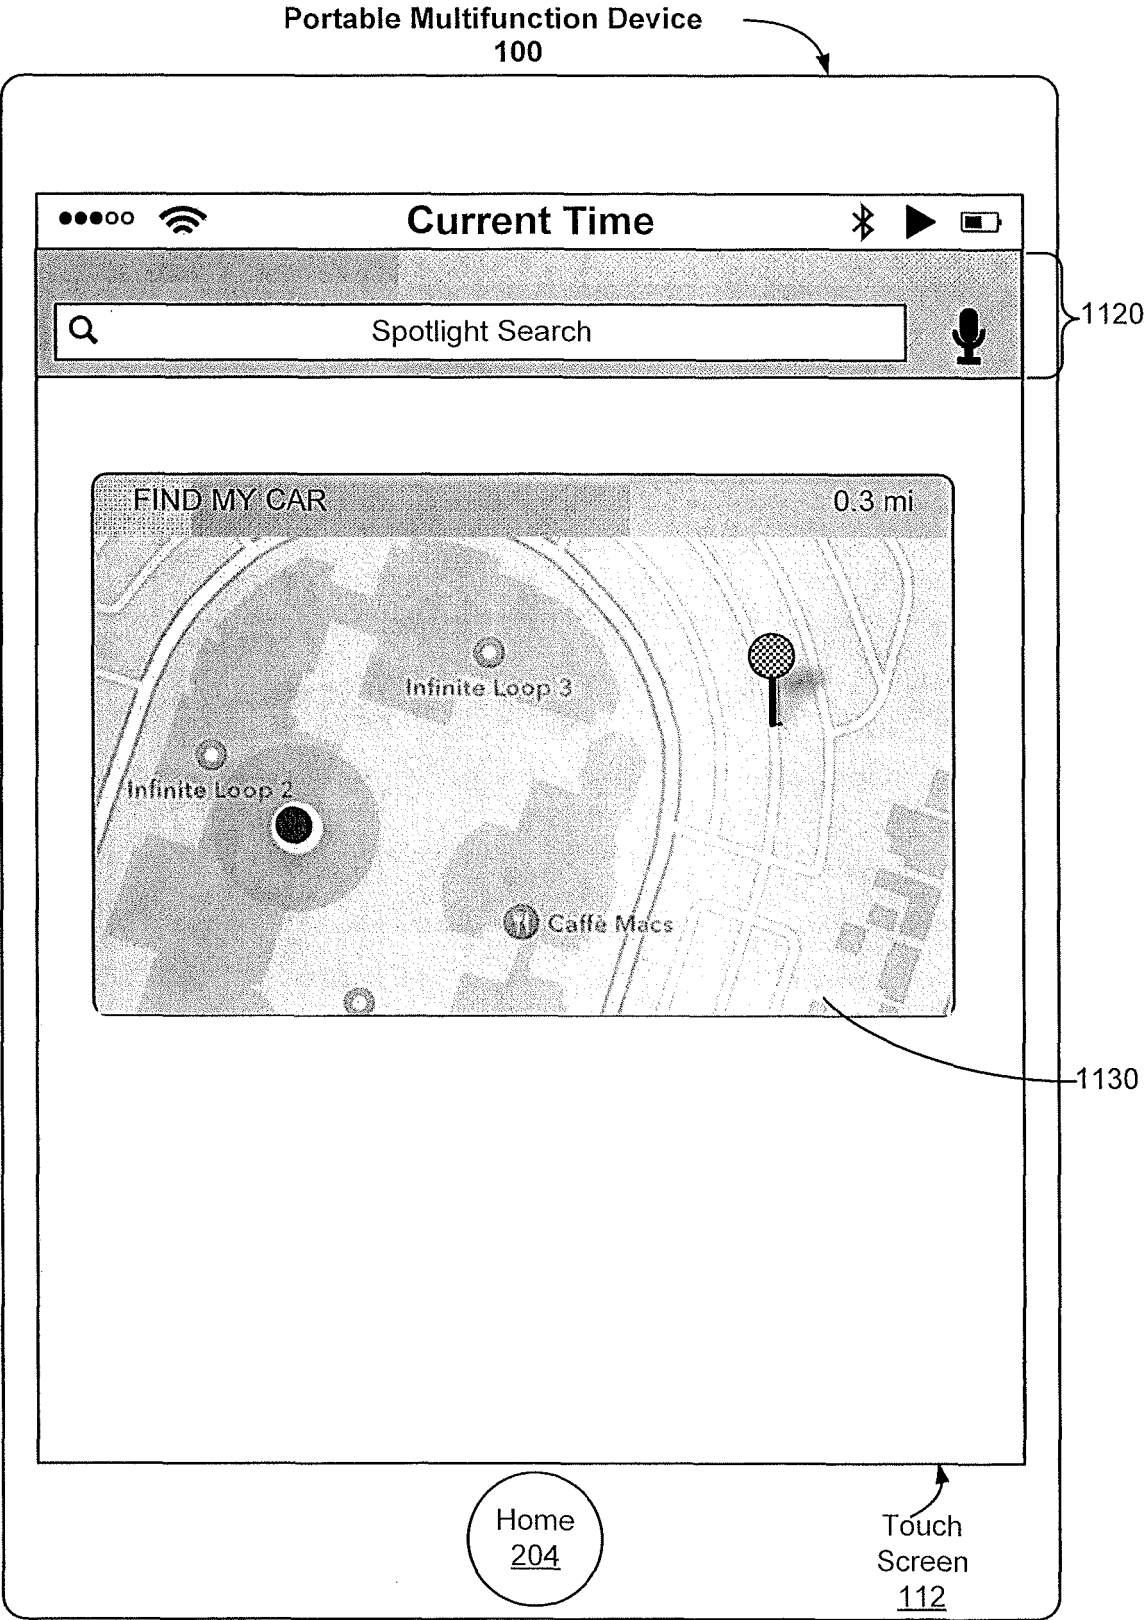 Portable Multifunction Device
100
Current Time
Spotlight Search
1120
FIND MY CAR
0.3 mi
Infinite Loop 3
Infinite Loop 2
Caffè Macs
1130
Home
204
Touch
Screen
112